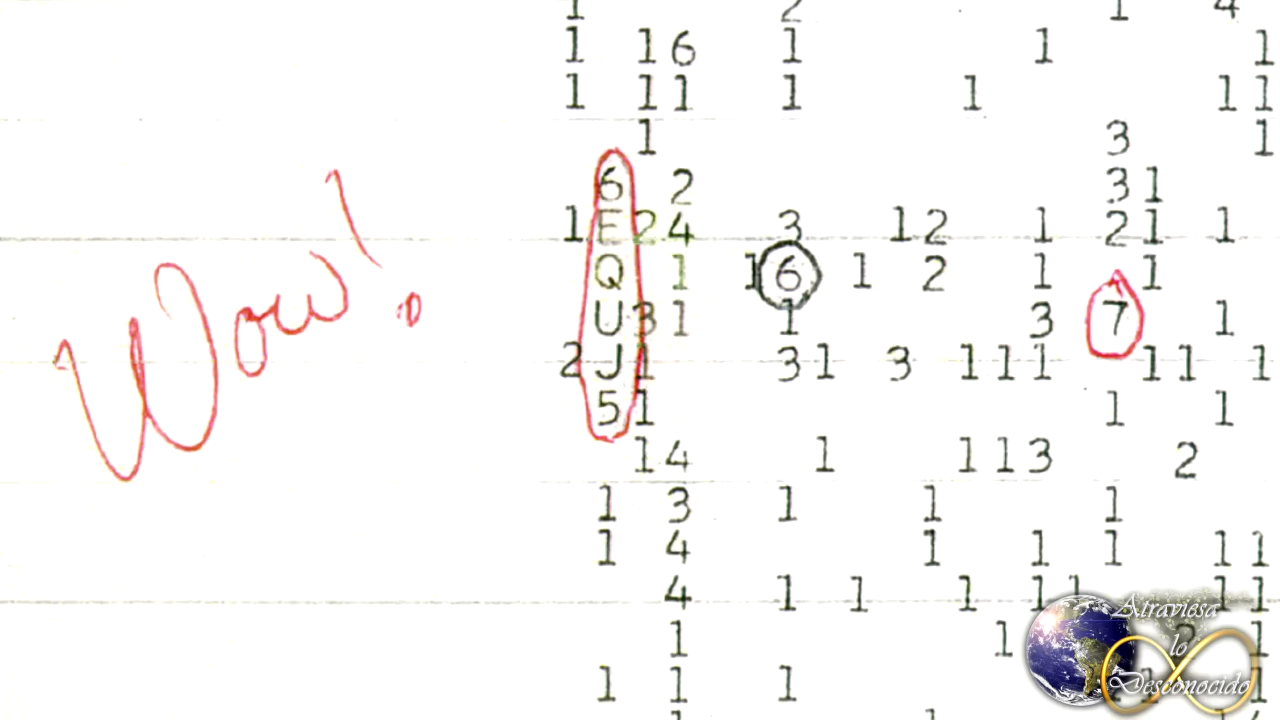 1 2 1 4
1 16 1 1 1
1 11 1 1 11
1 3 1
6 2 31
1E24 3 12 1 21 1
Q 1 16 1 2 1 1
U31 1 3 7 1
2J1 31 3 111 11 1
51 1 1
14 1 113 2
1 3 1 1 1
1 4 1 1 1 11
4 1 1 1 11 11
1 1 2 1
1 1 1 1 1
Wow!
Atraviesa
lo
Desconocido